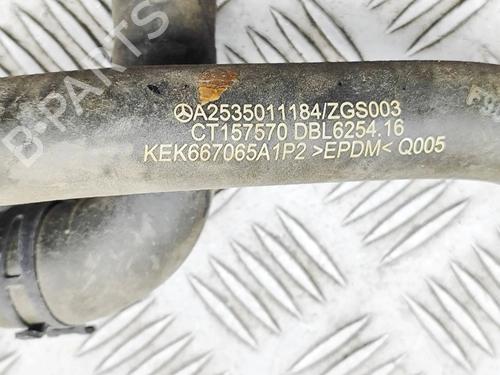 B-PARTS
A2535011184/ZGS003
CT157570 DBL6254.16
KEK667065A1P2 >EPDM< Q005